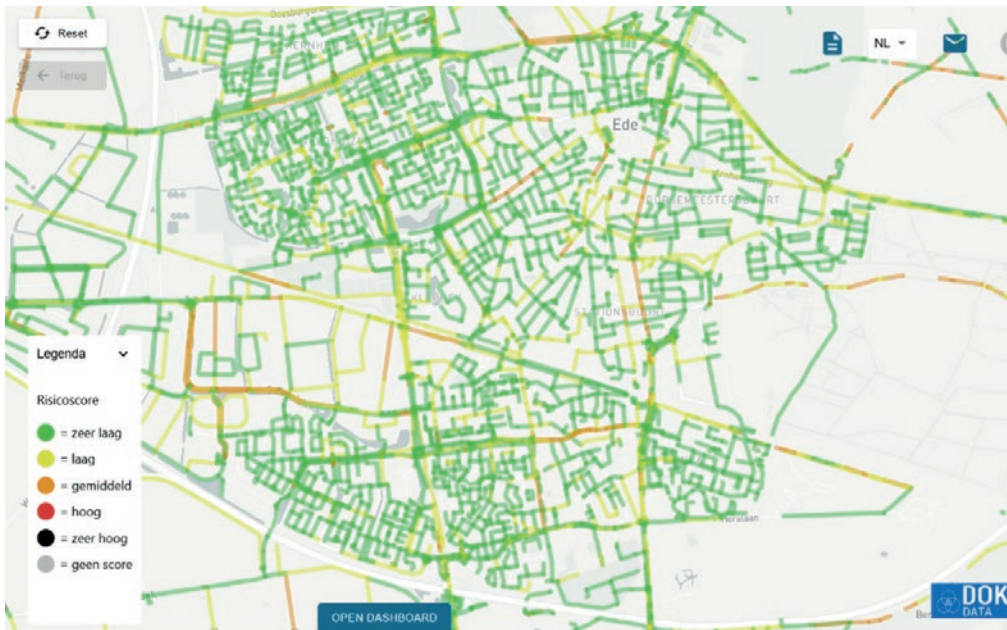 Reset
Terug
NL
Ede
STATIONSBUURT
Legenda
Risicoscore
= zeer laag
= laag
= gemiddeld
= hoog
= zeer hoog
= geen score
OPEN DASHBOARD
DOK
DATA